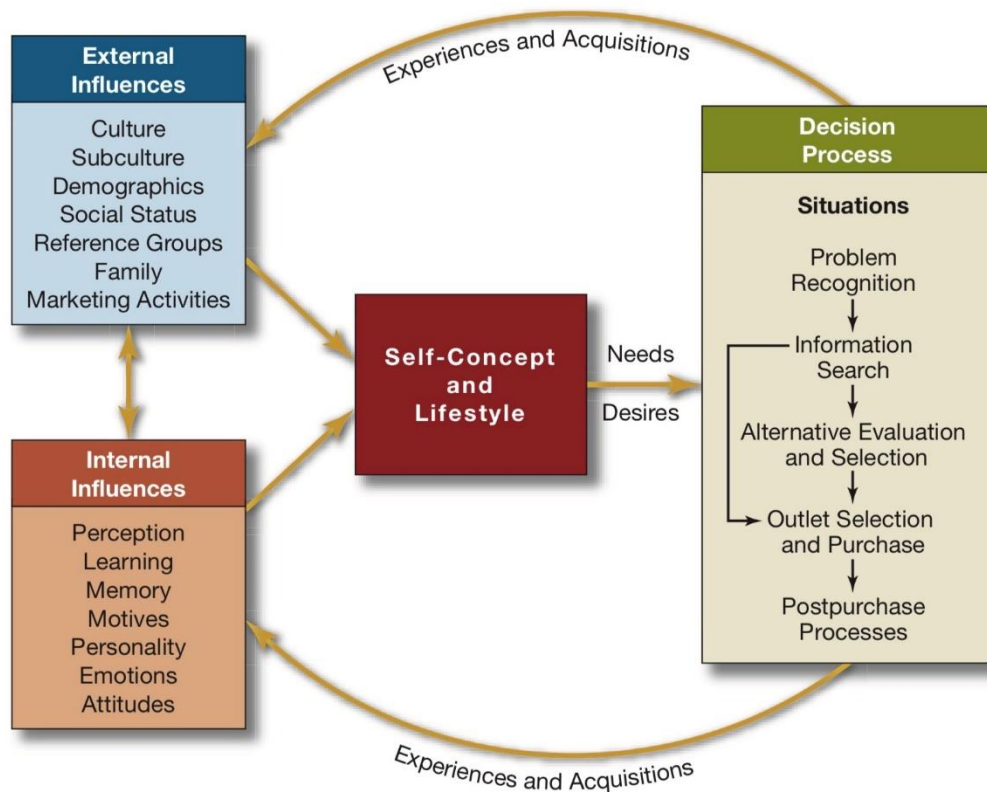 External
Influences
Culture
Subculture
Demographics
Social Status
Reference Groups
Family
Marketing Activities
Internal
Influences
Perception
Learning
Memory
Motives
Personality
Emotions
Attitudes
Experiences and Acquisitions
Self-Concept
and
Lifestyle
Needs
Desires
Experiences and Acquisitions
Decision
Process
Situations
Problem
Recognition
Information
Search
Alternative Evaluation
and Selection
Outlet Selection
and Purchase
Postpurchase
Processes